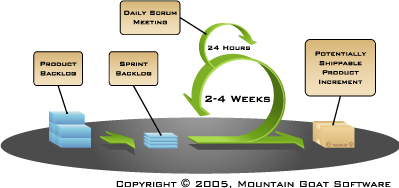 Daily Scrum
Meeting
24 Hours
Product
Backlog
Sprint
Backlog
2-4 Weeks
Potentially
Shippable
Product
Increment
Copyright © 2005, Mountain Goat Software